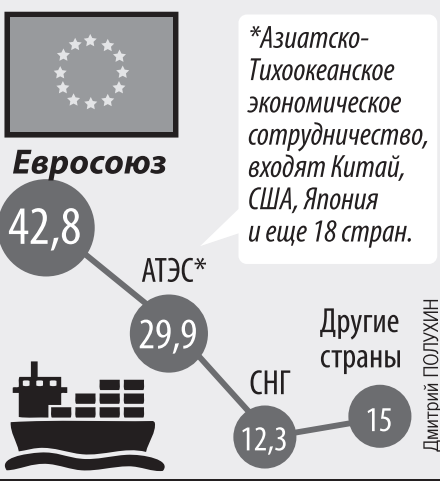 *Азиатско-
Тихоокеанское
экономическое
сотрудничество,
входят Китай,
США, Япония
и еще 18 стран.
Евросоюз
42,8
АТЭС*
29,9
СНГ
12,3
Другие
страны
15
Дмитрий ПОЛУХИН